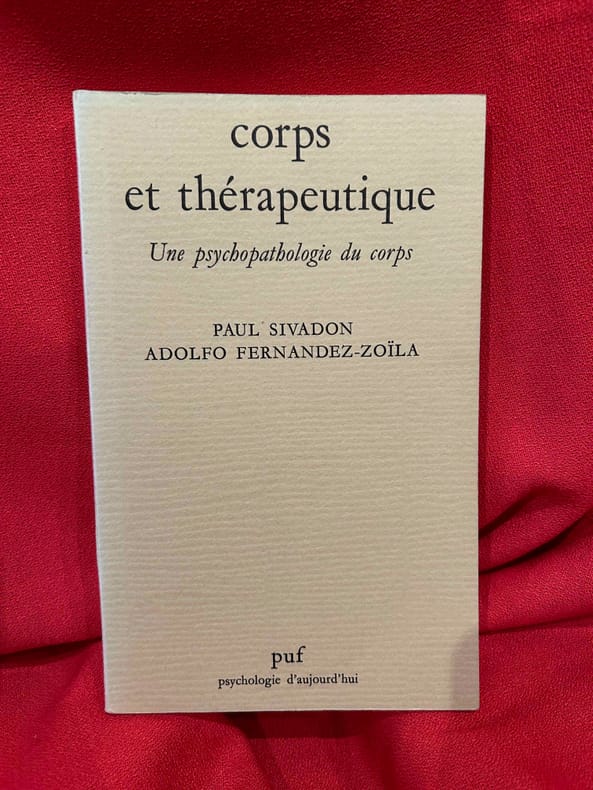 corps
et thérapeutique
Une psychopathologie du corps
PAUL SIVADON
ADOLFO FERNANDEZ-ZOÏLA
puf
psychologie d'aujourd'hui